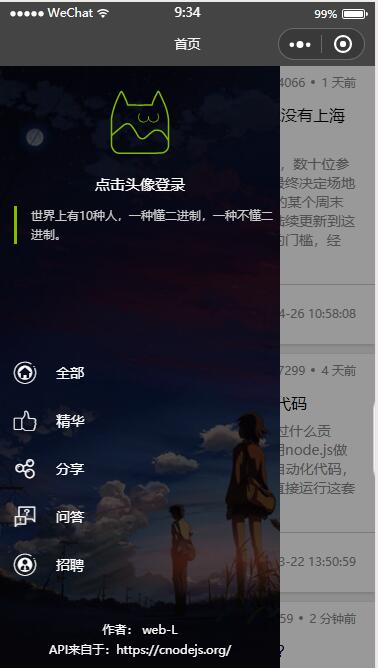 WeChat 9:34 99%
首页
4066 • 1 天前
点击头像登录
没有上海
世界上有10种人，一种懂二进制，一种不懂二
进制。
，数十位参
最终决定场地
的某个周末
陆续更新到这
的门槛，经
4-26 10:58:08
7299 • 4 天前
全部
代码
精华
过什么贡
用node.js做
自动化代码，
直接运行这套
分享
问答
3-22 13:50:59
招聘
59 • 2 分钟前
作者： web-L
API来自于：https://cnodejs.org/
?